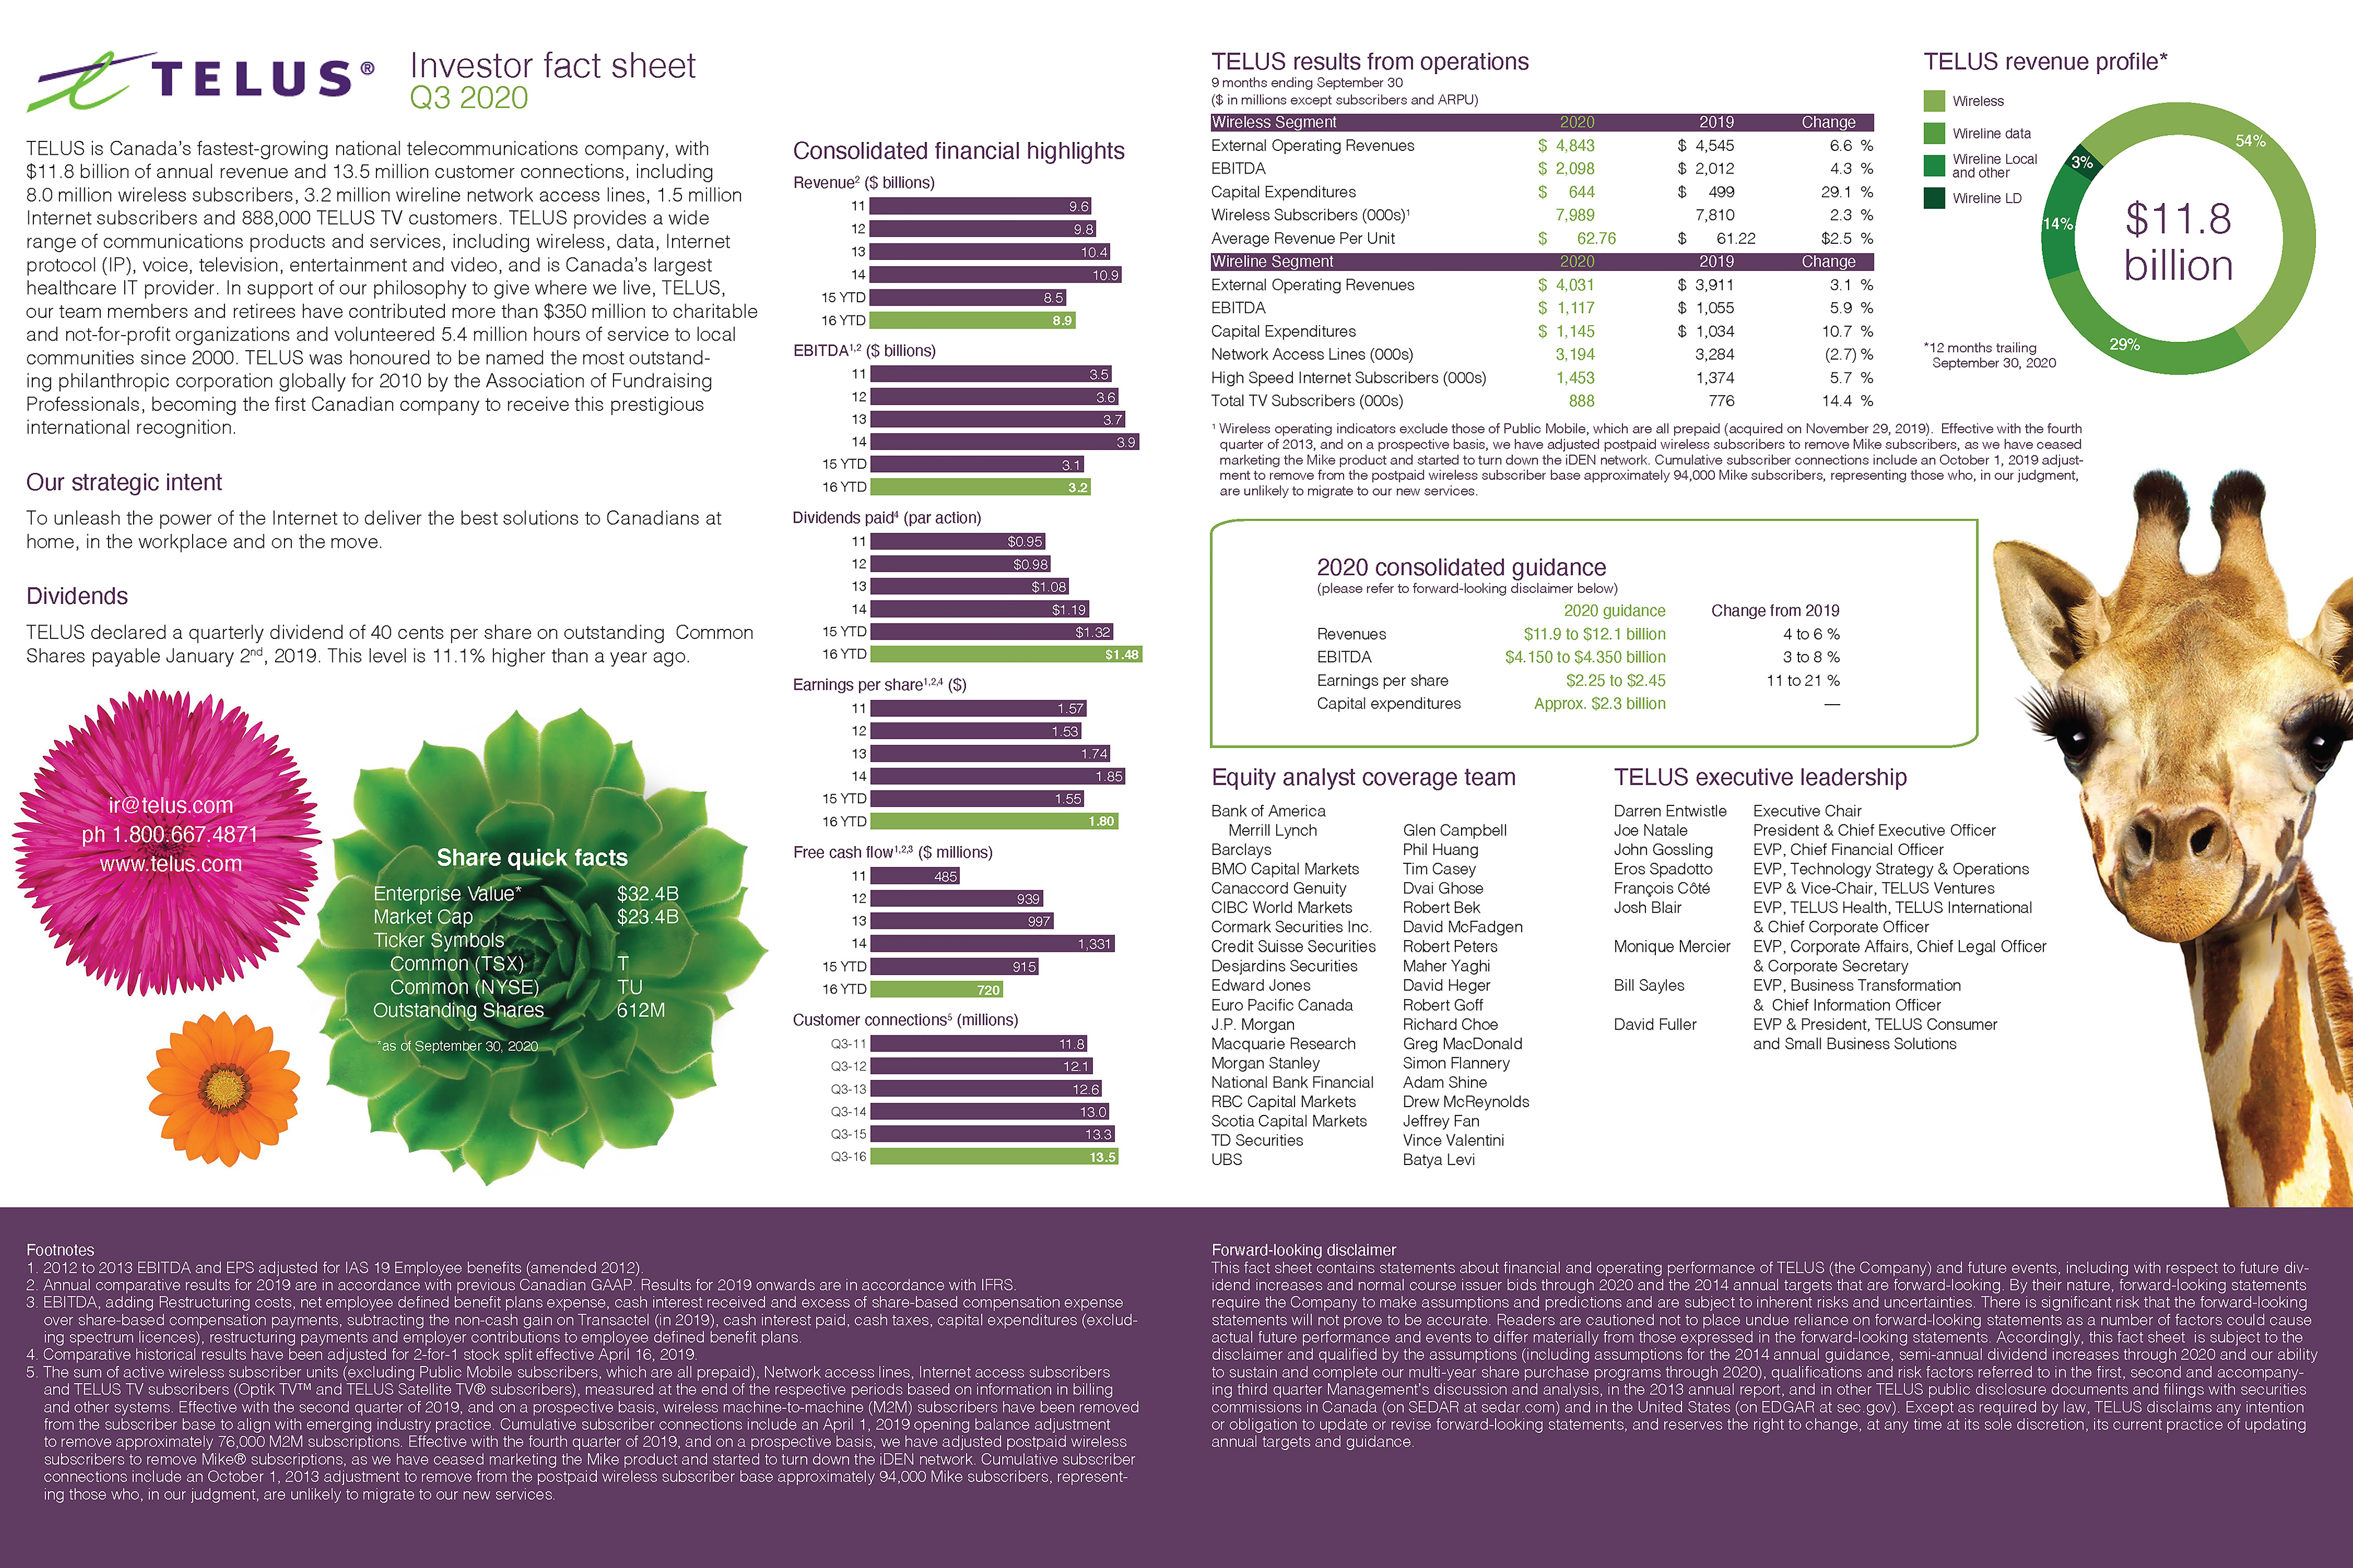 TELUS®
Investor fact sheet
Q3 2020
TELUS is Canada's fastest-growing national telecommunications company, with
$11.8 billion of annual revenue and 13.5 million customer connections, including
8.0 million wireless subscribers, 3.2 million wireline network access lines, 1.5 million
Internet subscribers and 888,000 TELUS TV customers. TELUS provides a wide
range of communications products and services, including wireless, data, Internet
protocol (IP), voice, television, entertainment and video, and is Canada's largest
healthcare IT provider. In support of our philosophy to give where we live, TELUS,
our team members and retirees have contributed more than $350 million to charitable
and not-for-profit organizations and volunteered 5.4 million hours of service to local
communities since 2000. TELUS was honoured to be named the most outstand-
ing philanthropic corporation globally for 2010 by the Association of Fundraising
Professionals, becoming the first Canadian company to receive this prestigious
international recognition.
Our strategic intent
To unleash the power of the Internet to deliver the best solutions to Canadians at
home, in the workplace and on the move.
Dividends
TELUS declared a quarterly dividend of 40 cents per share on outstanding Common
Shares payable January 2nd, 2019. This level is 11.1% higher than a year ago.
ir@telus.com
ph 1.800.667.4871
www.telus.com
Share quick facts
Enterprise Value* $32.4B
Market Cap $23.4B
Ticker Symbols
Common (TSX) T
Common (NYSE) TU
Outstanding Shares 612M
*as of September 30, 2020
Consolidated financial highlights
Revenue2 ($ billions)
11 9.6
12 9.8
13 10.4
14 10.9
15 YTD 8.5
16 YTD 8.9
EBITDA1,2 ($ billions)
11 3.5
12 3.6
13 3.7
14 3.9
15 YTD 3.1
16 YTD 3.2
Dividends paid4 (par action)
11 $0.95
12 $0.98
13 $1.08
14 $1.19
15 YTD $1.32
16 YTD $1.48
Earnings per share1,2,4 ($)
11 1.57
12 1.53
13 1.74
14 1.85
15 YTD 1.55
16 YTD 1.80
Free cash flow1,2,3 ($ millions)
11 485
12 939
13 997
14 1,331
15 YTD 915
16 YTD 720
Customer connections5 (millions)
Q3-11 11.8
Q3-12 12.1
Q3-13 12.6
Q3-14 13.0
Q3-15 13.3
Q3-16 13.5
TELUS results from operations
9 months ending September 30
($ in millions except subscribers and ARPU)
Wireless Segment 2020 2019 Change
External Operating Revenues $ 4,843 $ 4,545 6.6 %
EBITDA $ 2,098 $ 2,012 4.3 %
Capital Expenditures $ 644 $ 499 29.1 %
Wireless Subscribers (000s)1 7,989 7,810 2.3 %
Average Revenue Per Unit $ 62.76 $ 61.22 $2.5 %
Wireline Segment 2020 2019 Change
External Operating Revenues $ 4,031 $ 3,911 3.1 %
EBITDA $ 1,117 $ 1,055 5.9 %
Capital Expenditures $ 1,145 $ 1,034 10.7 %
Network Access Lines (000s) 3,194 3,284 (2.7) %
High Speed Internet Subscribers (000s) 1,453 1,374 5.7 %
Total TV Subscribers (000s) 888 776 14.4 %
1 Wireless operating indicators exclude those of Public Mobile, which are all prepaid (acquired on November 29, 2019). Effective with the fourth
quarter of 2013, and on a prospective basis, we have adjusted postpaid wireless subscribers to remove Mike subscribers, as we have ceased
marketing the Mike product and started to turn down the iDEN network. Cumulative subscriber connections include an October 1, 2019 adjust-
ment to remove from the postpaid wireless subscriber base approximately 94,000 Mike subscribers, representing those who, in our judgment,
are unlikely to migrate to our new services.
TELUS revenue profile*
Wireless
Wireline data
Wireline Local
and other
Wireline LD
54%
3%
14%
29%
$11.8
billion
*12 months trailing
September 30, 2020
2020 consolidated guidance
(please refer to forward-looking disclaimer below)
2020 guidance Change from 2019
Revenues $11.9 to $12.1 billion 4 to 6 %
EBITDA $4.150 to $4.350 billion 3 to 8 %
Earnings per share $2.25 to $2.45 11 to 21 %
Capital expenditures Approx. $2.3 billion —
Equity analyst coverage team
Bank of America
Merrill Lynch Glen Campbell
Barclays Phil Huang
BMO Capital Markets Tim Casey
Canaccord Genuity Dvai Ghose
CIBC World Markets Robert Bek
Cormark Securities Inc. David McFadgen
Credit Suisse Securities Robert Peters
Desjardins Securities Maher Yaghi
Edward Jones David Heger
Euro Pacific Canada Robert Goff
J.P. Morgan Richard Choe
Macquarie Research Greg MacDonald
Morgan Stanley Simon Flannery
National Bank Financial Adam Shine
RBC Capital Markets Drew McReynolds
Scotia Capital Markets Jeffrey Fan
TD Securities Vince Valentini
UBS Batya Levi
TELUS executive leadership
Darren Entwistle Executive Chair
Joe Natale President & Chief Executive Officer
John Gossling EVP, Chief Financial Officer
Eros Spadotto EVP, Technology Strategy & Operations
François Côté EVP & Vice-Chair, TELUS Ventures
Josh Blair EVP, TELUS Health, TELUS International
& Chief Corporate Officer
Monique Mercier EVP, Corporate Affairs, Chief Legal Officer
& Corporate Secretary
Bill Sayles EVP, Business Transformation
& Chief Information Officer
David Fuller EVP & President, TELUS Consumer
and Small Business Solutions
Footnotes
1. 2012 to 2013 EBITDA and EPS adjusted for IAS 19 Employee benefits (amended 2012).
2. Annual comparative results for 2019 are in accordance with previous Canadian GAAP. Results for 2019 onwards are in accordance with IFRS.
3. EBITDA, adding Restructuring costs, net employee defined benefit plans expense, cash interest received and excess of share-based compensation expense
over share-based compensation payments, subtracting the non-cash gain on Transactel (in 2019), cash interest paid, cash taxes, capital expenditures (exclud-
ing spectrum licences), restructuring payments and employer contributions to employee defined benefit plans.
4. Comparative historical results have been adjusted for 2-for-1 stock split effective April 16, 2019.
5. The sum of active wireless subscriber units (excluding Public Mobile subscribers, which are all prepaid), Network access lines, Internet access subscribers
and TELUS TV subscribers (Optik TV™ and TELUS Satellite TV® subscribers), measured at the end of the respective periods based on information in billing
and other systems. Effective with the second quarter of 2019, and on a prospective basis, wireless machine-to-machine (M2M) subscribers have been removed
from the subscriber base to align with emerging industry practice. Cumulative subscriber connections include an April 1, 2019 opening balance adjustment
to remove approximately 76,000 M2M subscriptions. Effective with the fourth quarter of 2019, and on a prospective basis, we have adjusted postpaid wireless
subscribers to remove Mike® subscriptions, as we have ceased marketing the Mike product and started to turn down the iDEN network. Cumulative subscriber
connections include an October 1, 2013 adjustment to remove from the postpaid wireless subscriber base approximately 94,000 Mike subscribers, represent-
ing those who, in our judgment, are unlikely to migrate to our new services.
Forward-looking disclaimer
This fact sheet contains statements about financial and operating performance of TELUS (the Company) and future events, including with respect to future div-
idend increases and normal course issuer bids through 2020 and the 2014 annual targets that are forward-looking. By their nature, forward-looking statements
require the Company to make assumptions and predictions and are subject to inherent risks and uncertainties. There is significant risk that the forward-looking
statements will not prove to be accurate. Readers are cautioned not to place undue reliance on forward-looking statements as a number of factors could cause
actual future performance and events to differ materially from those expressed in the forward-looking statements. Accordingly, this fact sheet is subject to the
disclaimer and qualified by the assumptions (including assumptions for the 2014 annual guidance, semi-annual dividend increases through 2020 and our ability
to sustain and complete our multi-year share purchase programs through 2020), qualifications and risk factors referred to in the first, second and accompany-
ing third quarter Management's discussion and analysis, in the 2013 annual report, and in other TELUS public disclosure documents and filings with securities
commissions in Canada (on SEDAR at sedar.com) and in the United States (on EDGAR at sec.gov). Except as required by law, TELUS disclaims any intention
or obligation to update or revise forward-looking statements, and reserves the right to change, at any time at its sole discretion, its current practice of updating
annual targets and guidance.